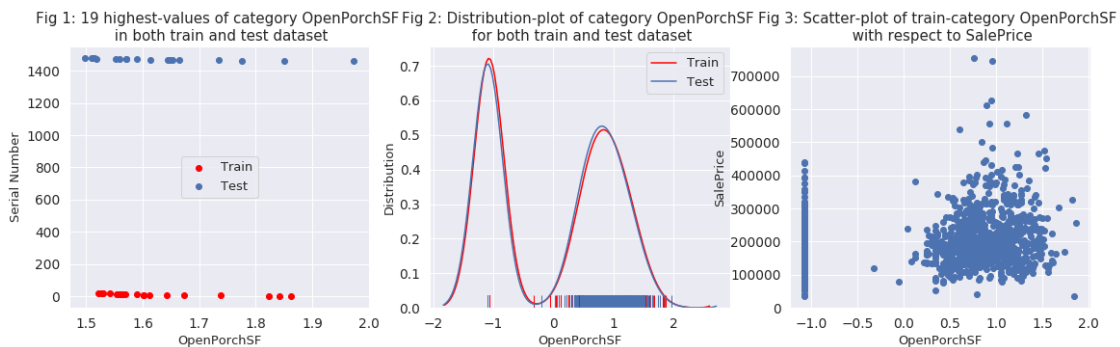 Fig 1: 19 highest-values of category OpenPorchSF
in both train and test dataset
1400
1200
1000
800
600
400
200
0
Serial Number
Train
Test
1.5
1.6
1.7
1.8
1.9
2.0
OpenPorchSF
Fig 2: Distribution-plot of category OpenPorchSF
for both train and test dataset
0.7
0.6
0.5
0.4
0.3
0.2
0.1
0.0
Distribution
Train
Test
−2
−1
0
1
2
OpenPorchSF
Fig 3: Scatter-plot of train-category OpenPorchSF
with respect to SalePrice
700000
600000
500000
400000
300000
200000
100000
0
SalePrice
−1.0
−0.5
0.0
0.5
1.0
1.5
2.0
OpenPorchSF